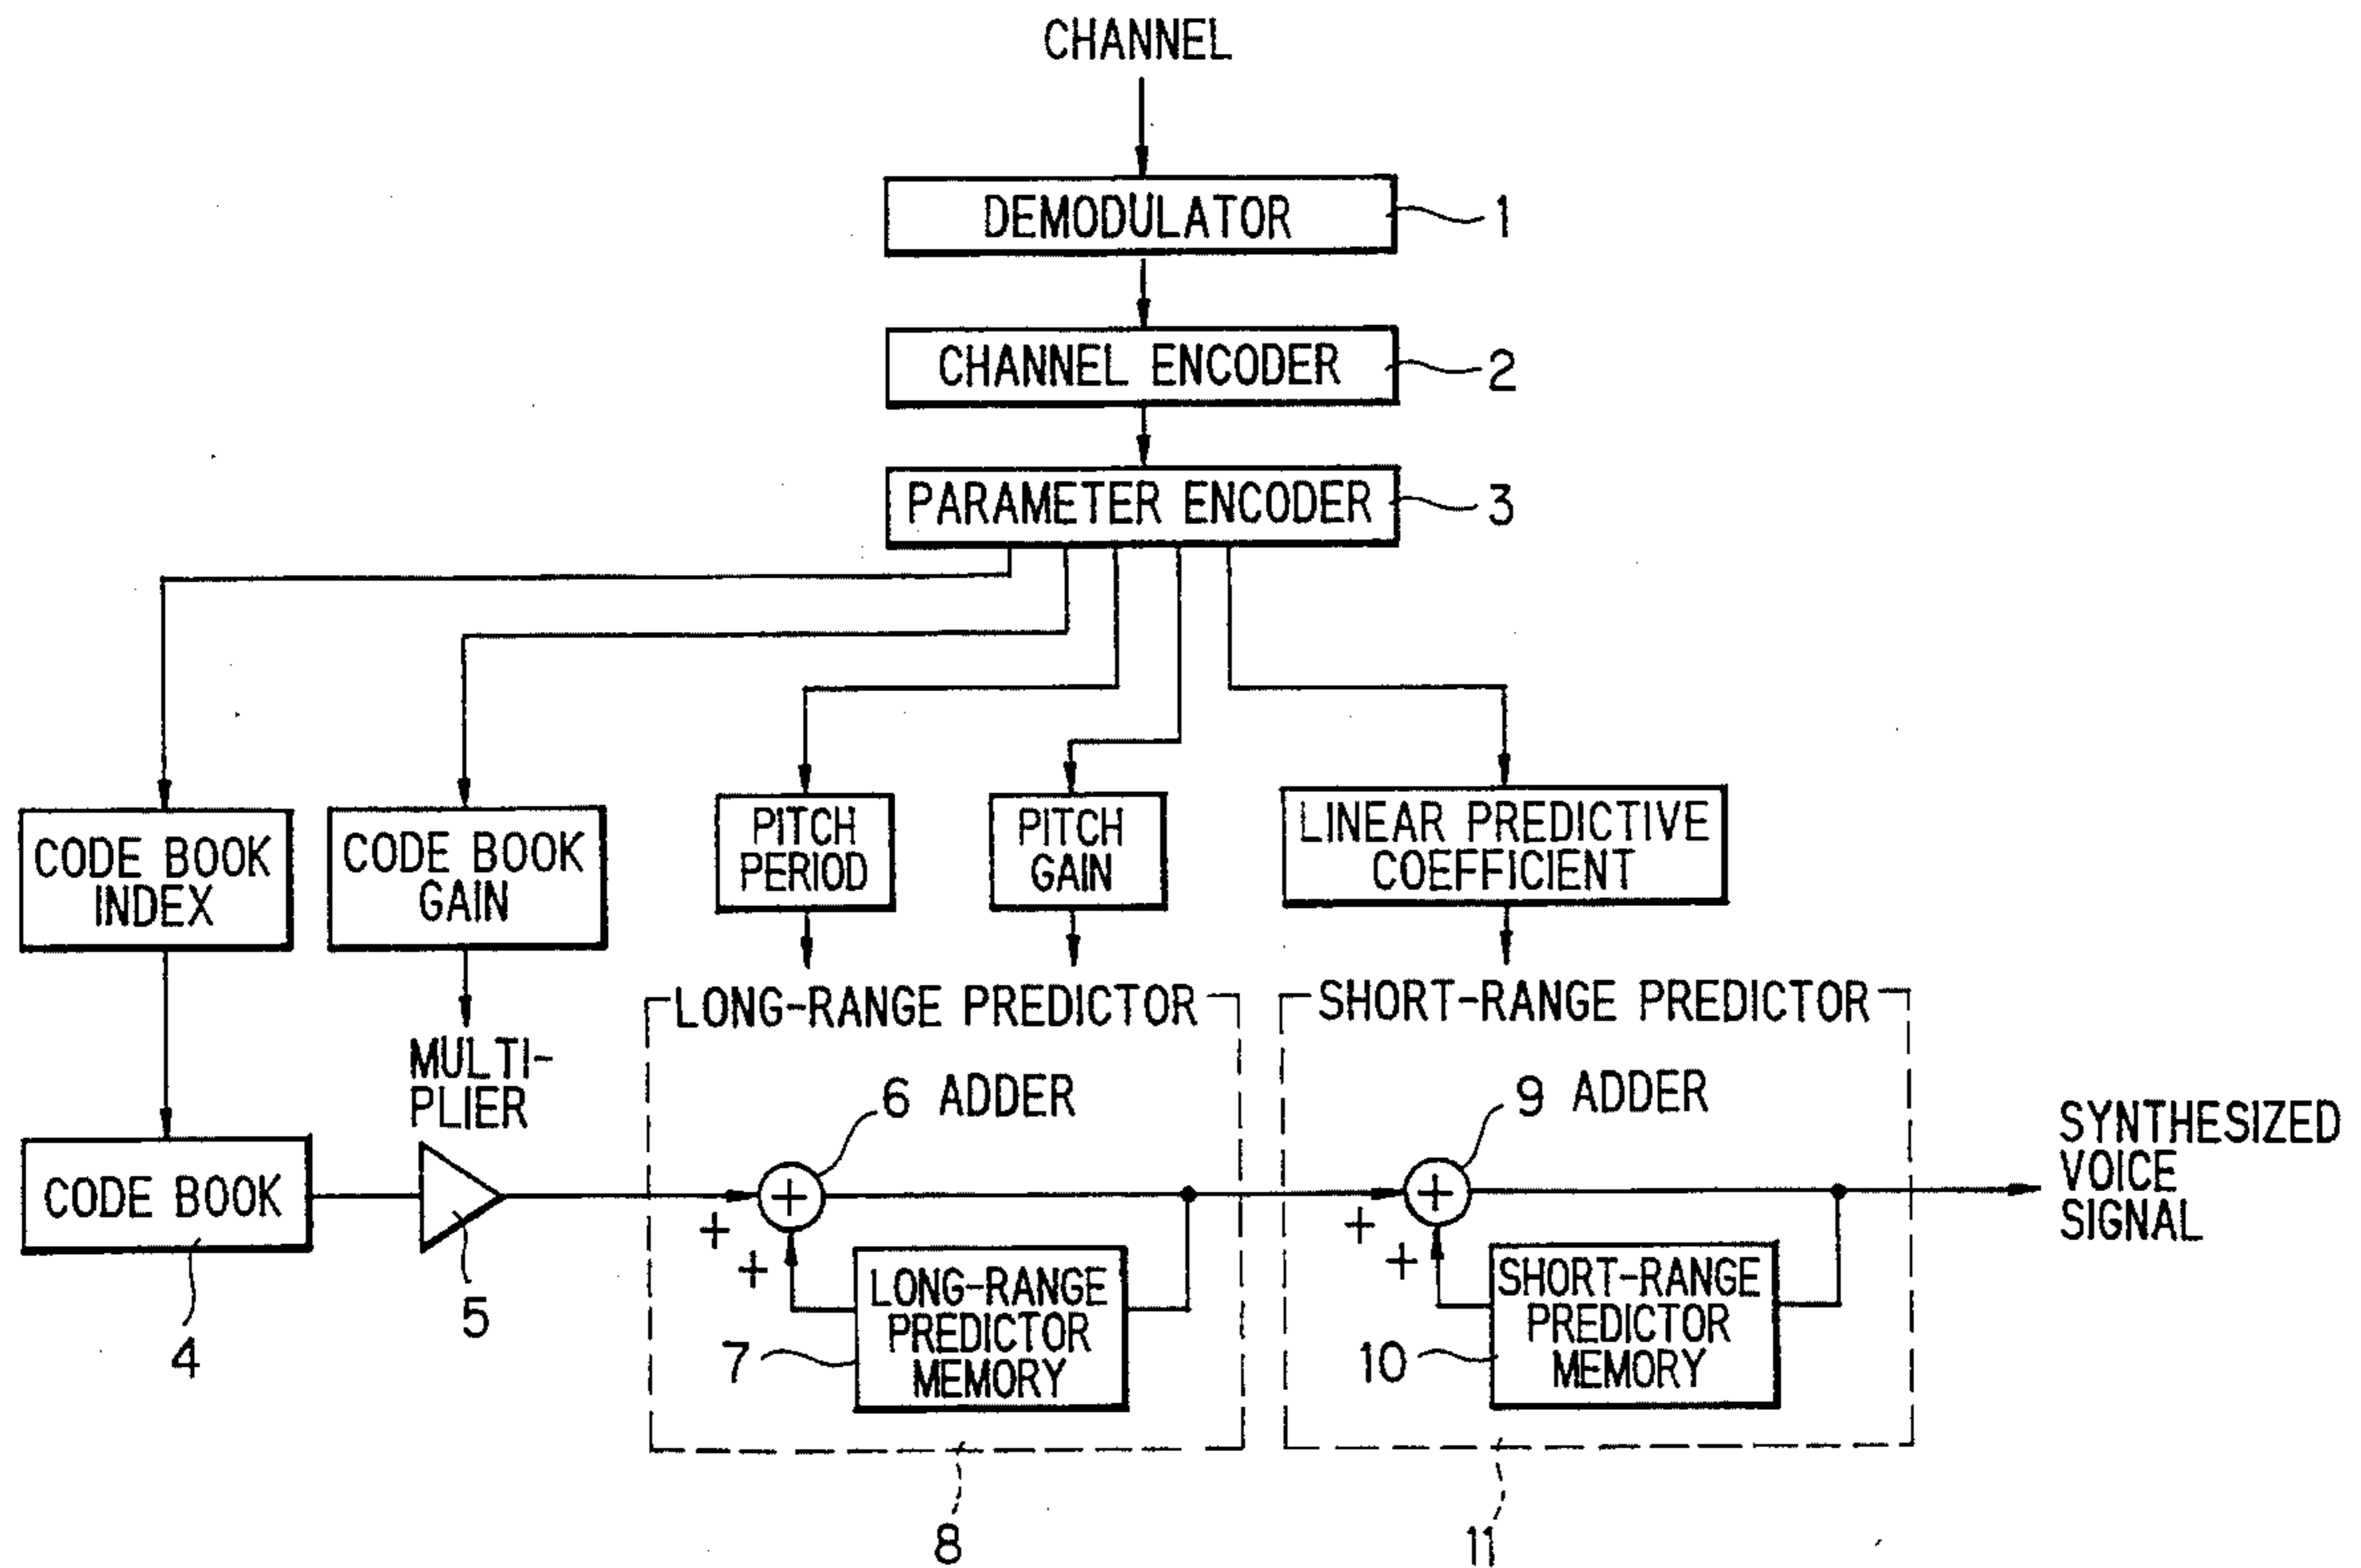 CHANNEL
DEMODULATOR
1
CHANNEL ENCODER
2
PARAMETER ENCODER
3
CODE BOOK
INDEX
CODE BOOK
GAIN
PITCH
PERIOD
PITCH
GAIN
LINEAR PREDICTIVE
COEFFICIENT
MULTI-
PLIER
LONG-RANGE PREDICTOR
SHORT-RANGE PREDICTOR
6 ADDER
9 ADDER
CODE BOOK
4
5
+
+
+
LONG-RANGE
PREDICTOR
MEMORY
7
8
+
+
+
SHORT-RANGE
PREDICTOR
MEMORY
10
11
SYNTHESIZED
VOICE
SIGNAL